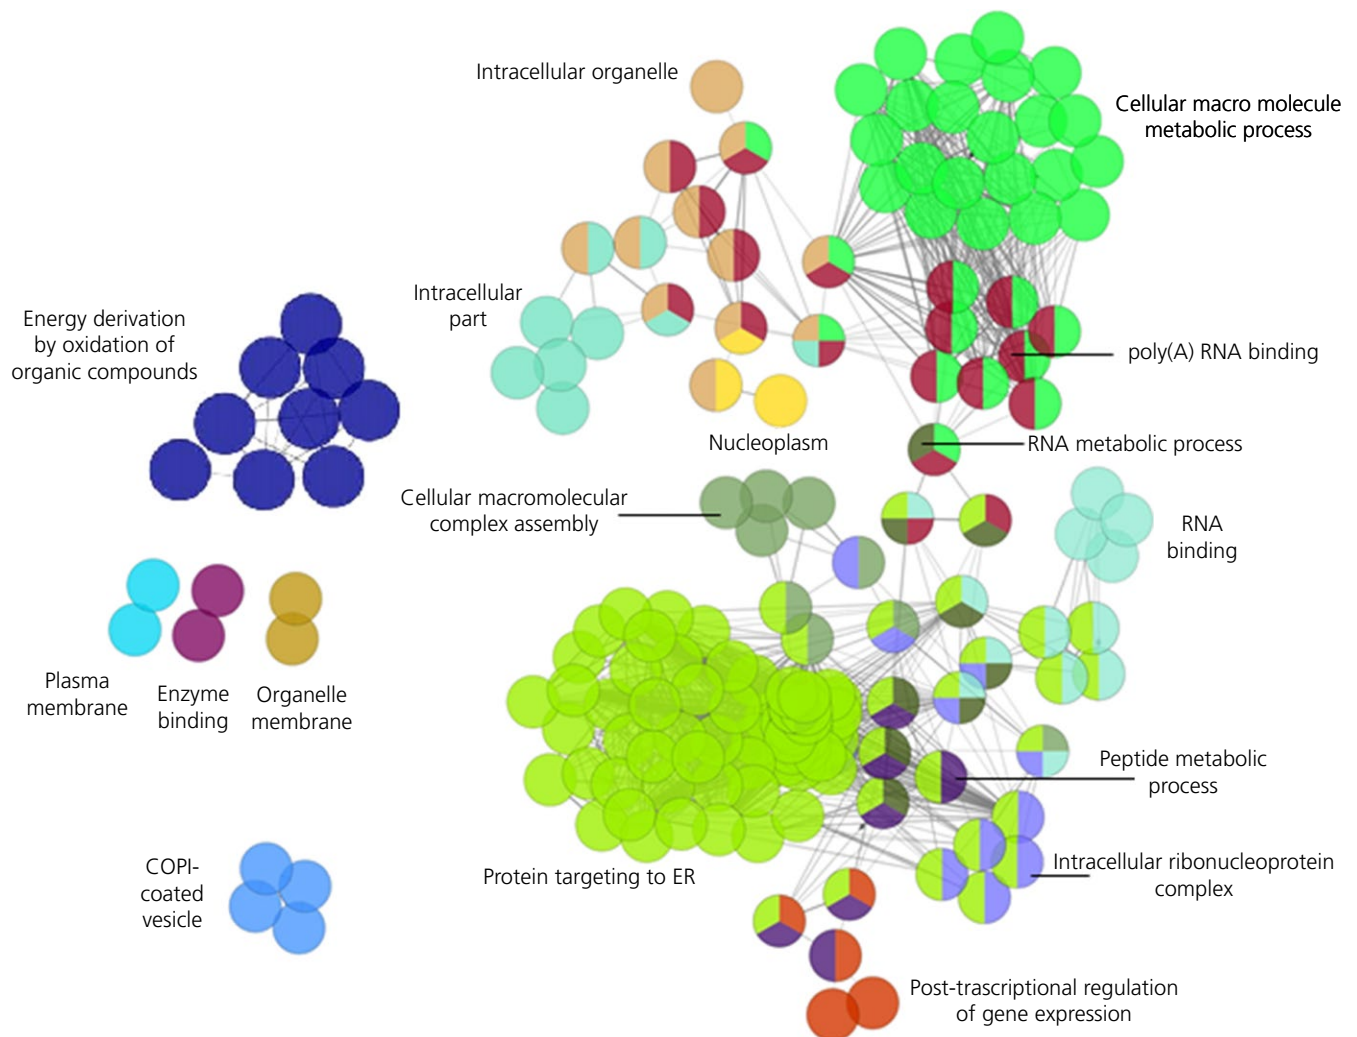 Intracellular organelle
Cellular macro molecule
metabolic process
Intracellular
part
Energy derivation
by oxidation of
organic compounds
poly(A) RNA binding
Nucleoplasm
RNA metabolic process
Cellular macromolecular
complex assembly
RNA
binding
Plasma
membrane
Enzyme
binding
Organelle
membrane
Peptide metabolic
process
COPI-
coated
vesicle
Protein targeting to ER
Intracellular ribonucleoprotein
complex
Post-trascriptional regulation
of gene expression